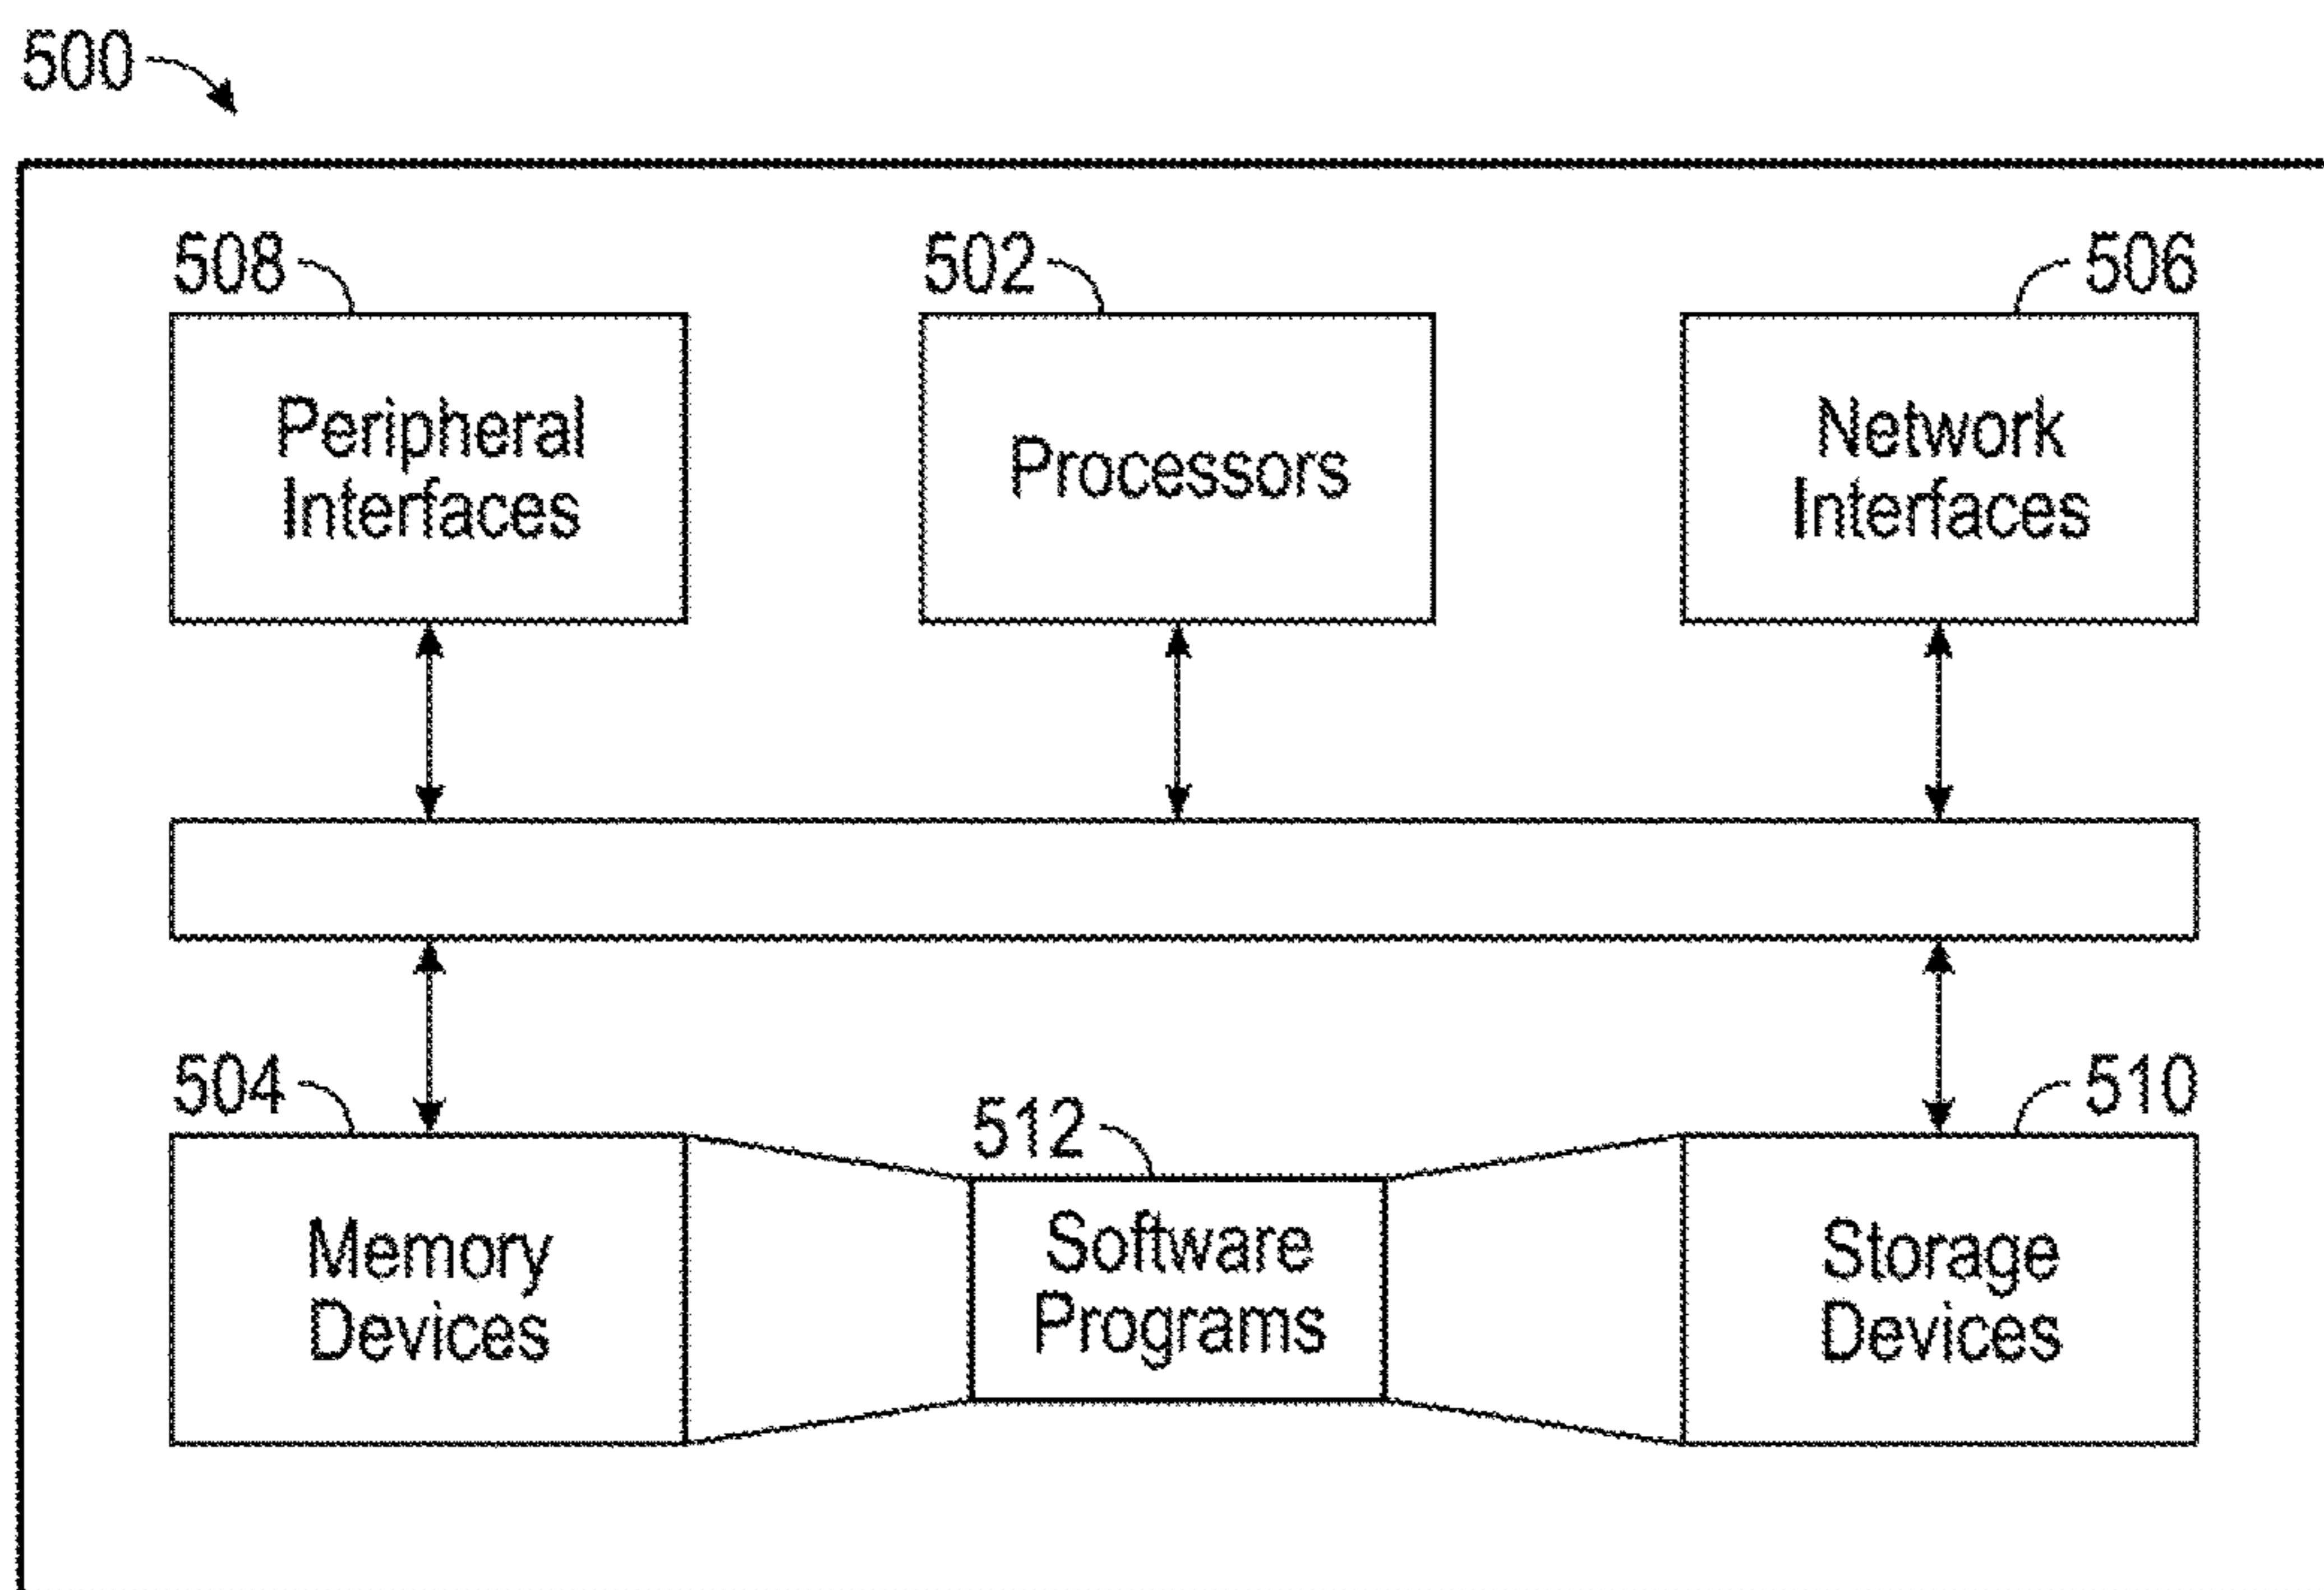 500
508
502
506
Peripheral
Interfaces
Processors
Network
Interfaces
504
512
510
Memory
Devices
Software
Programs
Storage
Devices